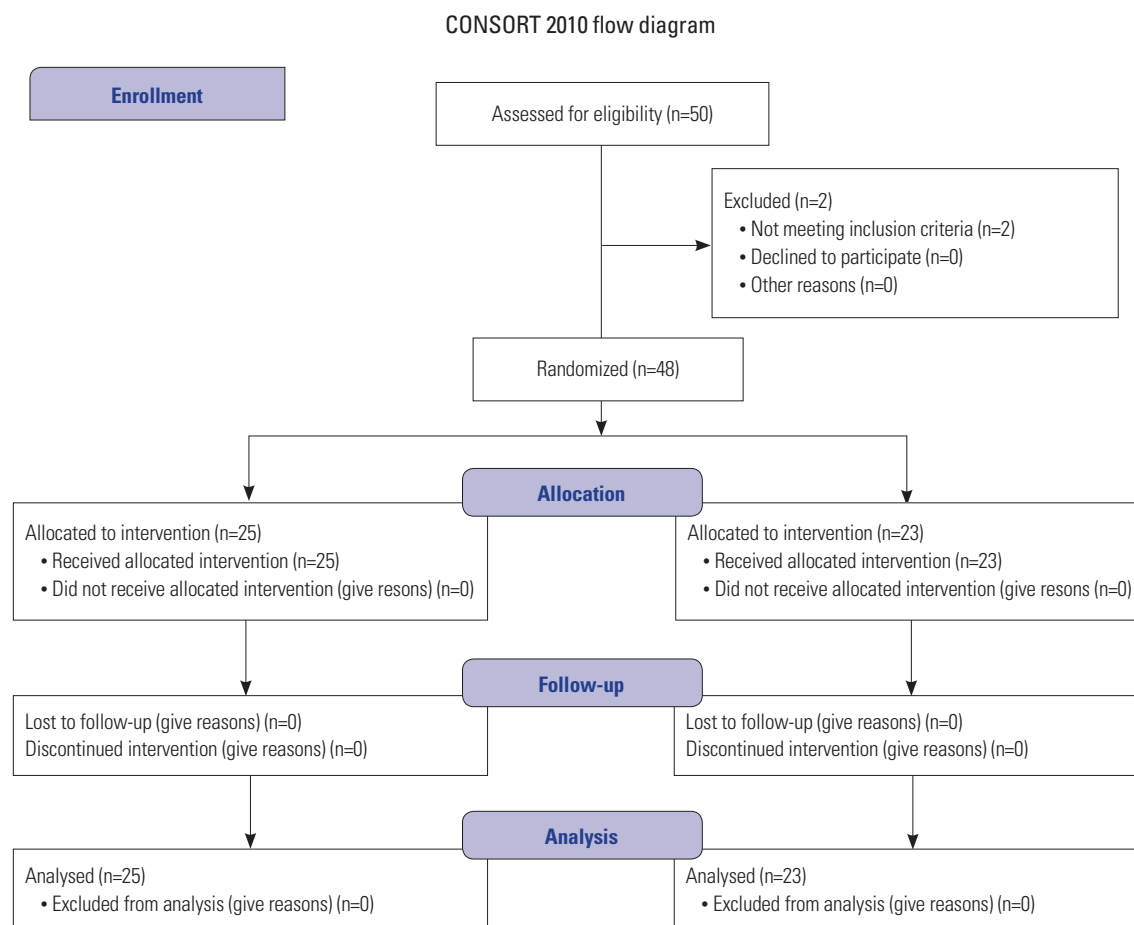 CONSORT 2010 flow diagram
Enrollment
Assessed for eligibility (n=50)
Excluded (n=2)
• Not meeting inclusion criteria (n=2)
• Declined to participate (n=0)
• Other reasons (n=0)
Randomized (n=48)
Allocation
Allocated to intervention (n=25)
• Received allocated intervention (n=25)
• Did not receive allocated intervention (give resons) (n=0)
Allocated to intervention (n=23)
• Received allocated intervention (n=23)
• Did not receive allocated intervention (give resons (n=0)
Follow-up
Lost to follow-up (give reasons) (n=0)
Discontinued intervention (give reasons) (n=0)
Lost to follow-up (give reasons) (n=0)
Discontinued intervention (give reasons) (n=0)
Analysis
Analysed (n=25)
• Excluded from analysis (give reasons) (n=0)
Analysed (n=23)
• Excluded from analysis (give reasons) (n=0)